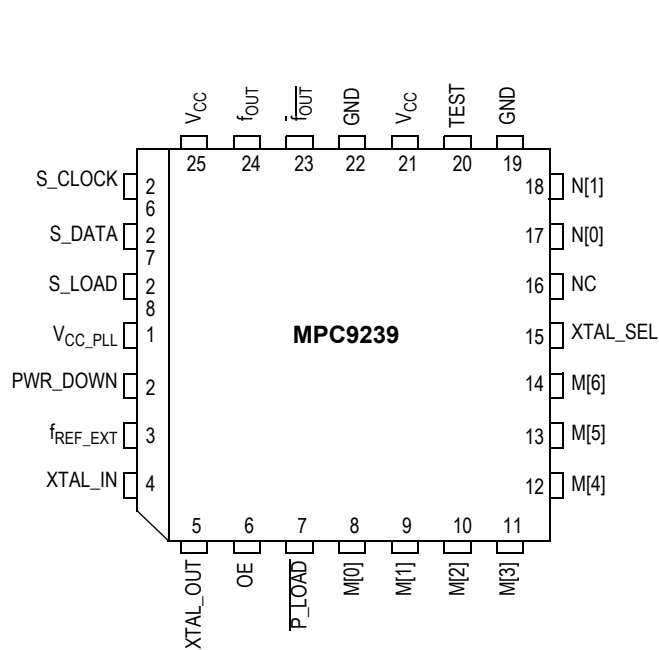 VCC fOUT f̅OUT GND VCC TEST GND
25 24 23 22 21 20 19
S_CLOCK 2 18 N[1]
6
S_DATA 2 17 N[0]
7
S_LOAD 2 16 NC
8
VCC_PLL 1 MPC9239 15 XTAL_SEL
PWR_DOWN 2 14 M[6]
fREF_EXT 3 13 M[5]
XTAL_IN 4 12 M[4]
5 6 7 8 9 10 11
XTAL_OUT OE P_LOAD M[0] M[1] M[2] M[3]